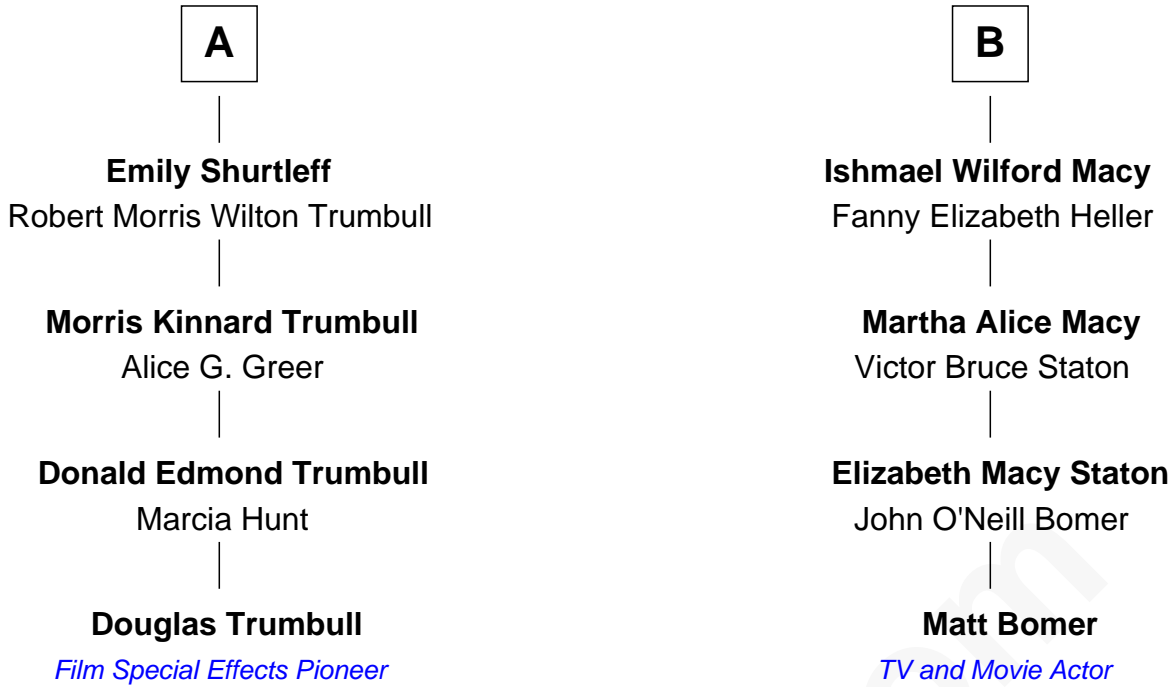 A
Emily Shurtleff
Robert Morris Wilton Trumbull
Morris Kinnard Trumbull
Alice G. Greer
Donald Edmond Trumbull
Marcia Hunt
Douglas Trumbull
Film Special Effects Pioneer
B
Ishmael Wilford Macy
Fanny Elizabeth Heller
Martha Alice Macy
Victor Bruce Staton
Elizabeth Macy Staton
John O'Neill Bomer
Matt Bomer
TV and Movie Actor